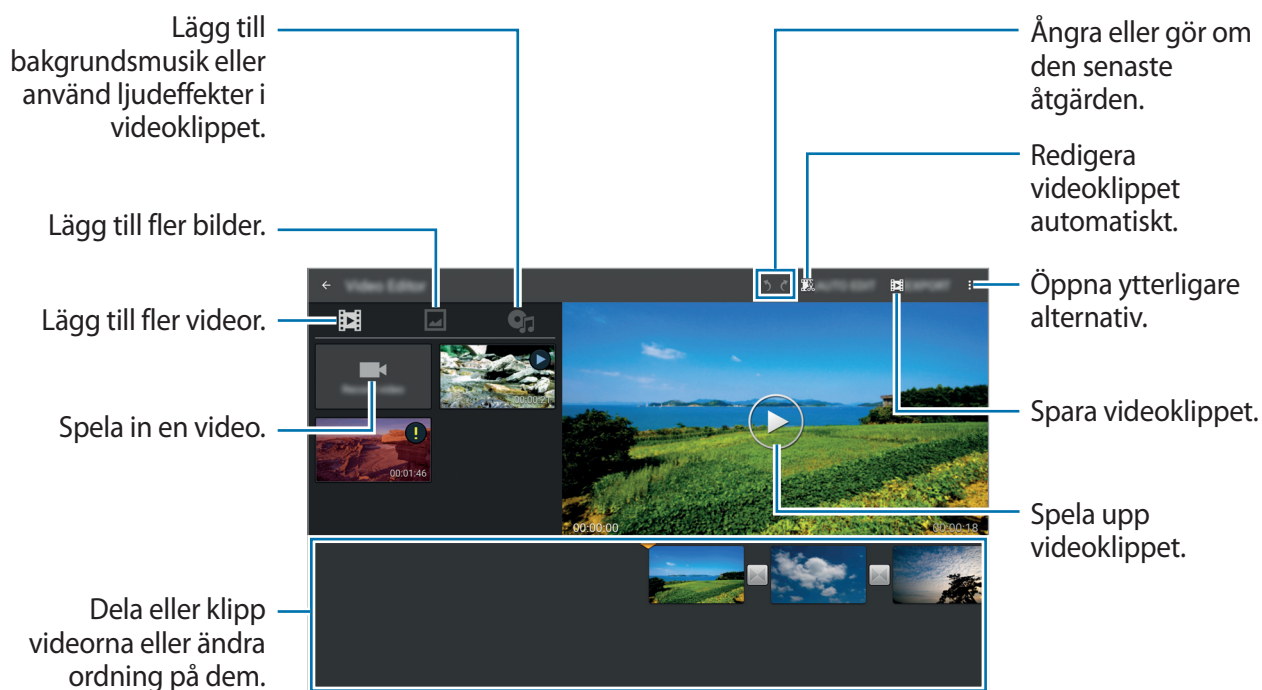 Lägg till
bakgrundsmusik eller
använd ljudeffekter i
videoklippet.
Lägg till fler bilder.
Lägg till fler videor.
Spela in en video.
Dela eller klipp
videorna eller ändra
ordning på dem.
Ångra eller gör om
den senaste
åtgärden.
Redigera
videoklippet
automatiskt.
Öppna ytterligare
alternativ.
Spara videoklippet.
Spela upp
videoklippet.
Video Editor
AUTO EDIT
EXPORT
Record video
00:00:21
00:01:46
00:00:00
00:00:18